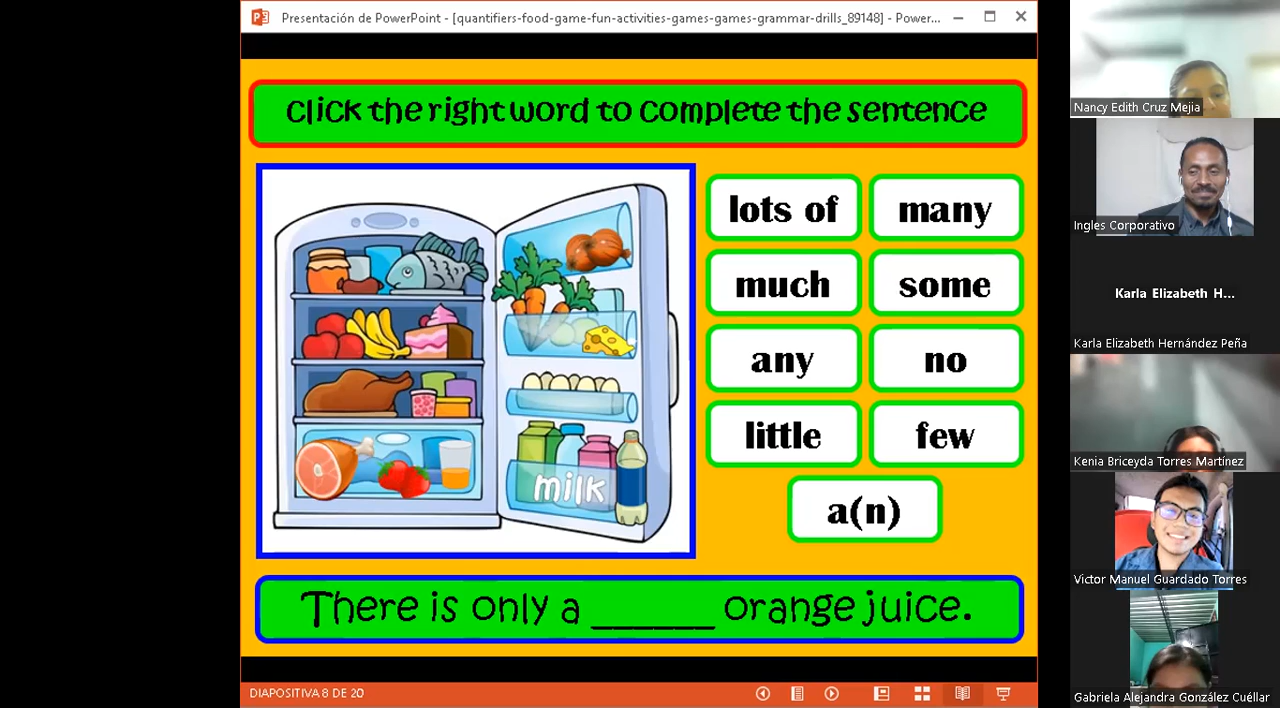 Presentación de PowerPoint - [quantifiers-food-game-fun-activities-games-games-grammar-drills_89148] - Power...
Click the right word to complete the sentence
lots of
many
much
some
any
no
little
few
a(n)
milk
There is only a ______ orange juice.
DIAPOSITIVA 8 DE 20
Nancy Edith Cruz Mejia
Ingles Corporativo
Karla Elizabeth H...
Karla Elizabeth Hernández Peña
Kenia Briceyda Torres Martínez
Victor Manuel Guardado Torres
Gabriela Alejandra González Cuéllar